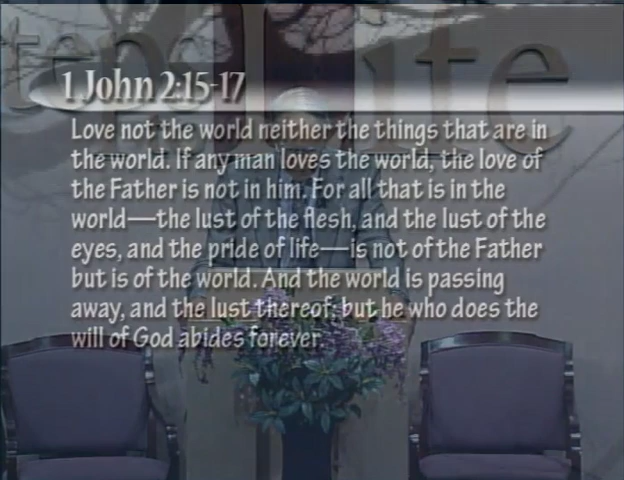 1 John 2:15-17
Love not the world neither the things that are in
the world. If any man loves the world, the love of
the Father is not in him. For all that is in the
world—the lust of the flesh, and the lust of the
eyes, and the pride of life—is not of the Father
but is of the world. And the world is passing
away, and the lust thereof; but he who does the
will of God abides forever.